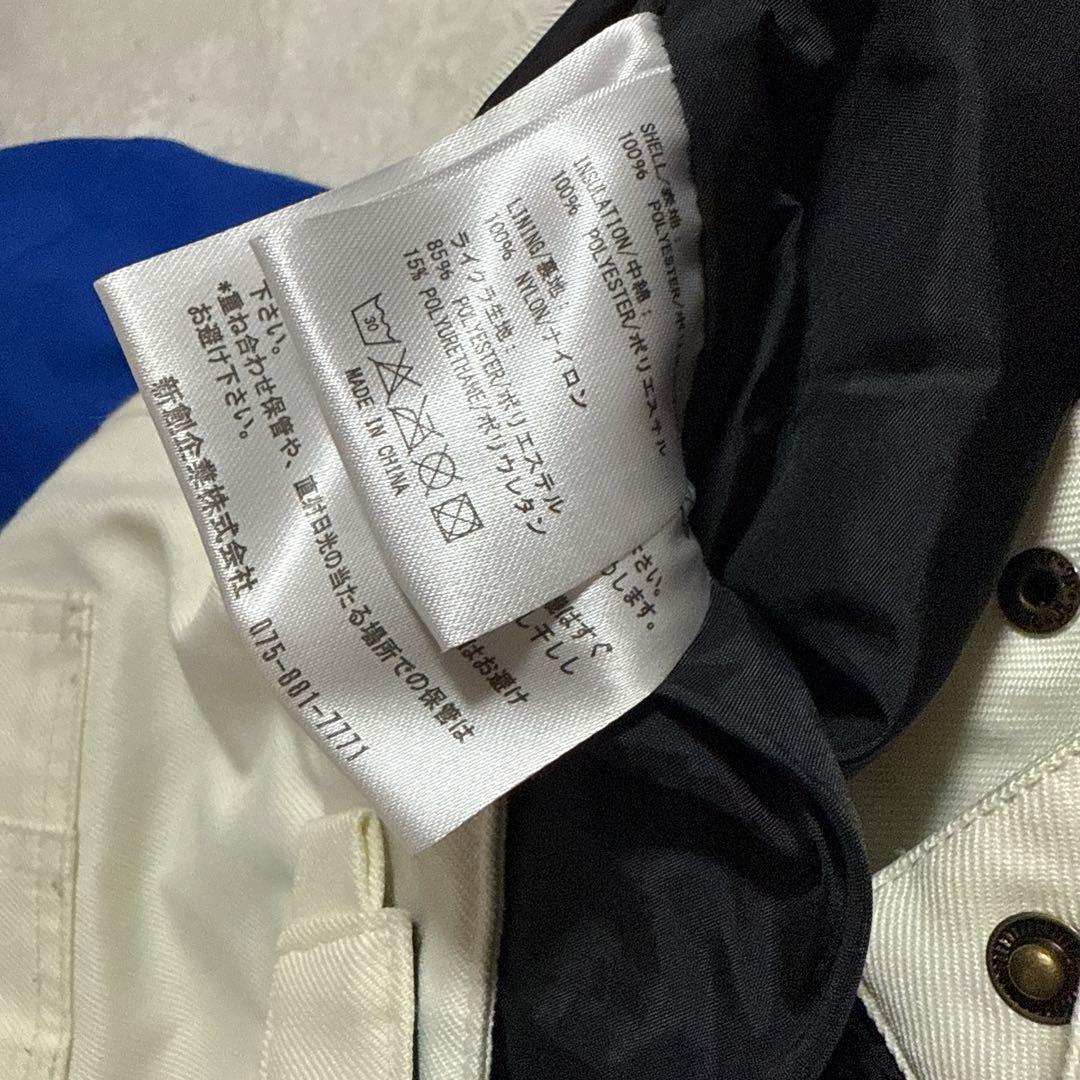 SHELL/表地:
100% POLYESTER/ポリエステル
INSULATION/中綿:
100% POLYESTER/ポリエステル
LINING/裏地:
100% NYLON/ナイロン
ライクラ生地:
85% POLYESTER/ポリエステル
15% POLYURETHANE/ポリウレタン
30
MADE IN CHINA
さい。
します。
はすぐ
干しし
はお避け
下さい。
*重ね合わせ保管や、直射日光の当たる場所での保管は
お避け下さい。
新創企業株式会社 075-881-7771